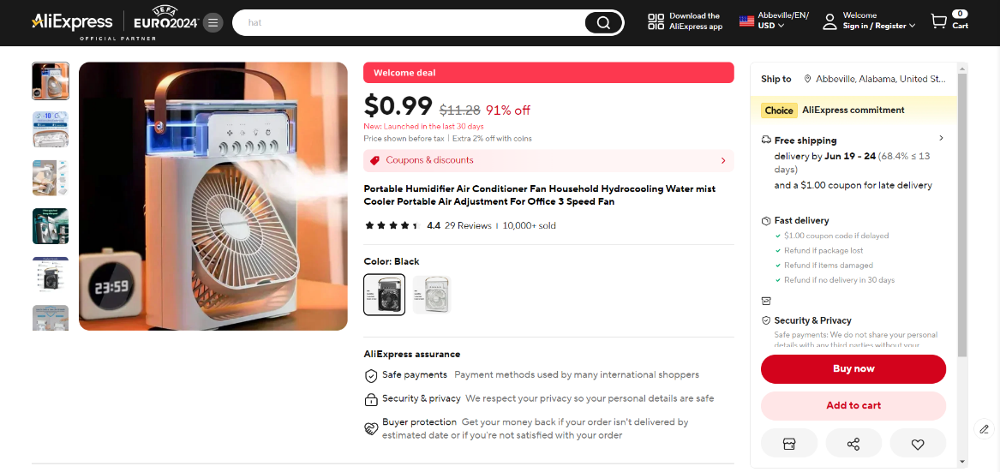 AliExpress
UEFA
EURO2024
OFFICIAL PARTNER
hat
Download the
AliExpress app
Abbeville/EN/
USD
Welcome
Sign in / Register
0
Cart
23:59
Welcome deal
$0.99 $11.28 91% off
New: Launched in the last 30 days
Price shown before tax | Extra 2% off with coins
Coupons & discounts
Portable Humidifier Air Conditioner Fan Household Hydrocooling Water mist
Cooler Portable Air Adjustment For Office 3 Speed Fan
4.4 29 Reviews | 10,000+ sold
Color: Black
AliExpress assurance
Safe payments Payment methods used by many international shoppers
Security & privacy We respect your privacy so your personal details are safe
Buyer protection Get your money back if your order isn't delivered by
estimated date or if you're not satisfied with your order
Ship to Abbeville, Alabama, United St...
Choice AliExpress commitment
Free shipping
delivery by Jun 19 - 24 (68.4% ≤ 13
days)
and a $1.00 coupon for late delivery
Fast delivery
$1.00 coupon code if delayed
Refund if package lost
Refund if items damaged
Refund if no delivery in 30 days
Security & Privacy
Safe payments: We do not share your personal
details with any third parties without your
Buy now
Add to cart